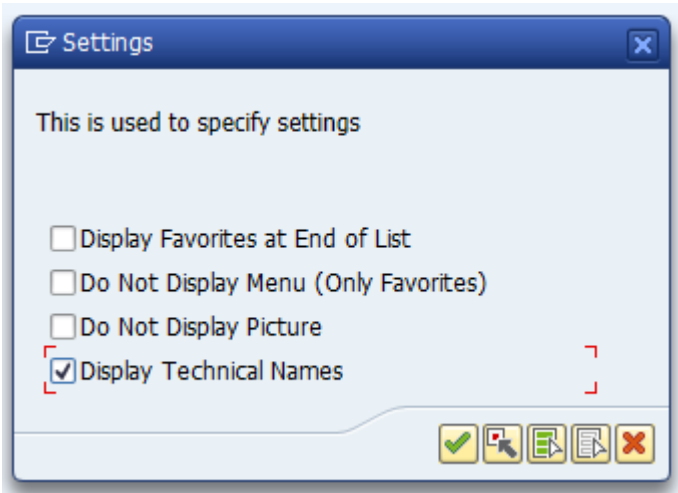 Settings
This is used to specify settings
Display Favorites at End of List
Do Not Display Menu (Only Favorites)
Do Not Display Picture
Display Technical Names